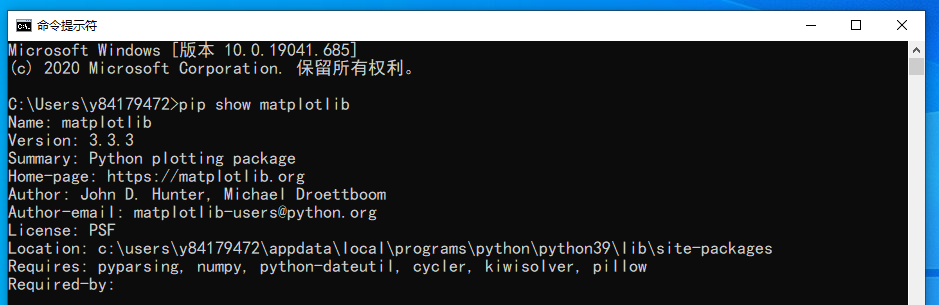 命令提示符
Microsoft Windows [版本 10.0.19041.685]
(c) 2020 Microsoft Corporation. 保留所有权利。
C:\Users\y84179472>pip show matplotlib
Name: matplotlib
Version: 3.3.3
Summary: Python plotting package
Home-page: https://matplotlib.org
Author: John D. Hunter, Michael Droettboom
Author-email: matplotlib-users@python.org
License: PSF
Location: c:\users\y84179472\appdata\local\programs\python\python39\lib\site-packages
Requires: pyparsing, numpy, python-dateutil, cycler, kiwisolver, pillow
Required-by: